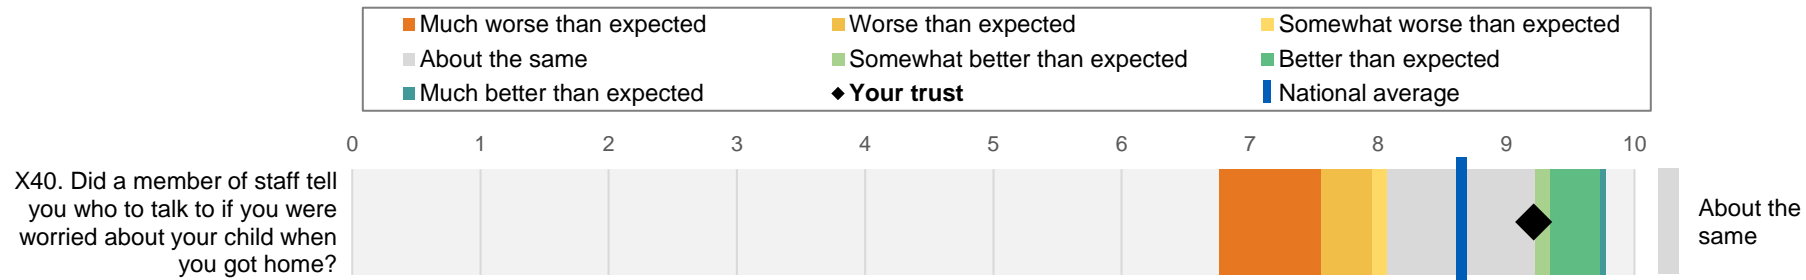 Much worse than expected
Worse than expected
Somewhat worse than expected
About the same
Somewhat better than expected
Better than expected
Much better than expected
Your trust
National average
0 1 2 3 4 5 6 7 8 9 10
X40. Did a member of staff tell
you who to talk to if you were
worried about your child when
you got home?
About the
same